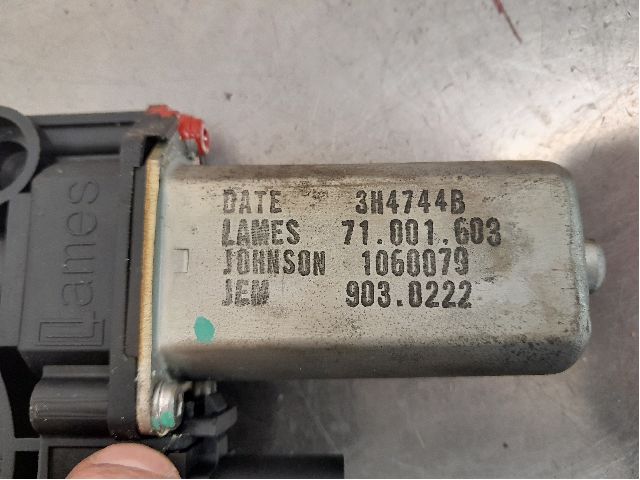 Lames
DATE 3H4744B
LAMES 71.001.603
JOHNSON 1060079
JEM 903.0222